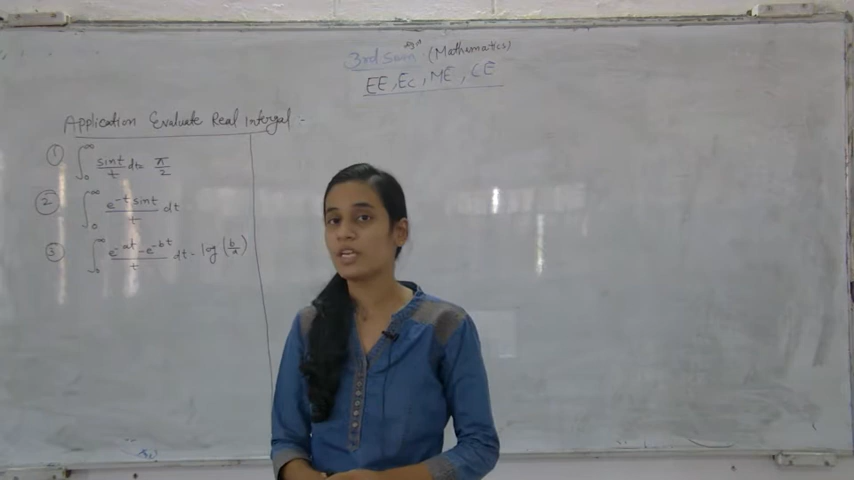 3rd Sem (Mathematics)
EE, EC, ME, CE
Application Evaluate Real Intergal -
① ∫₀^∞ sint/t dt = π/2
② ∫₀^∞ e^-t sint/t dt
③ ∫₀^∞ e^-at - e^-bt/t dt = log (b/a)